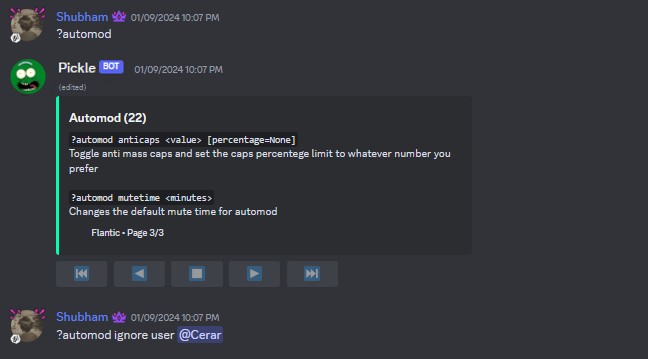 Shubham 01/09/2024 10:07 PM
?automod
Pickle BOT 01/09/2024 10:07 PM
(edited)
Automod (22)
?automod anticaps <value> [percentage=None]
Toggle anti mass caps and set the caps percentege limit to whatever number you
prefer
?automod mutetime <minutes>
Changes the default mute time for automod
Flantic • Page 3/3
Shubham 01/09/2024 10:07 PM
?automod ignore user @Cerar